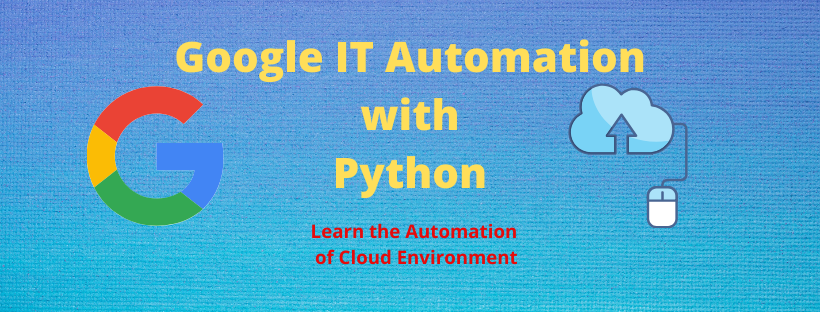 Google IT Automation
with
Python
Learn the Automation
of Cloud Environment